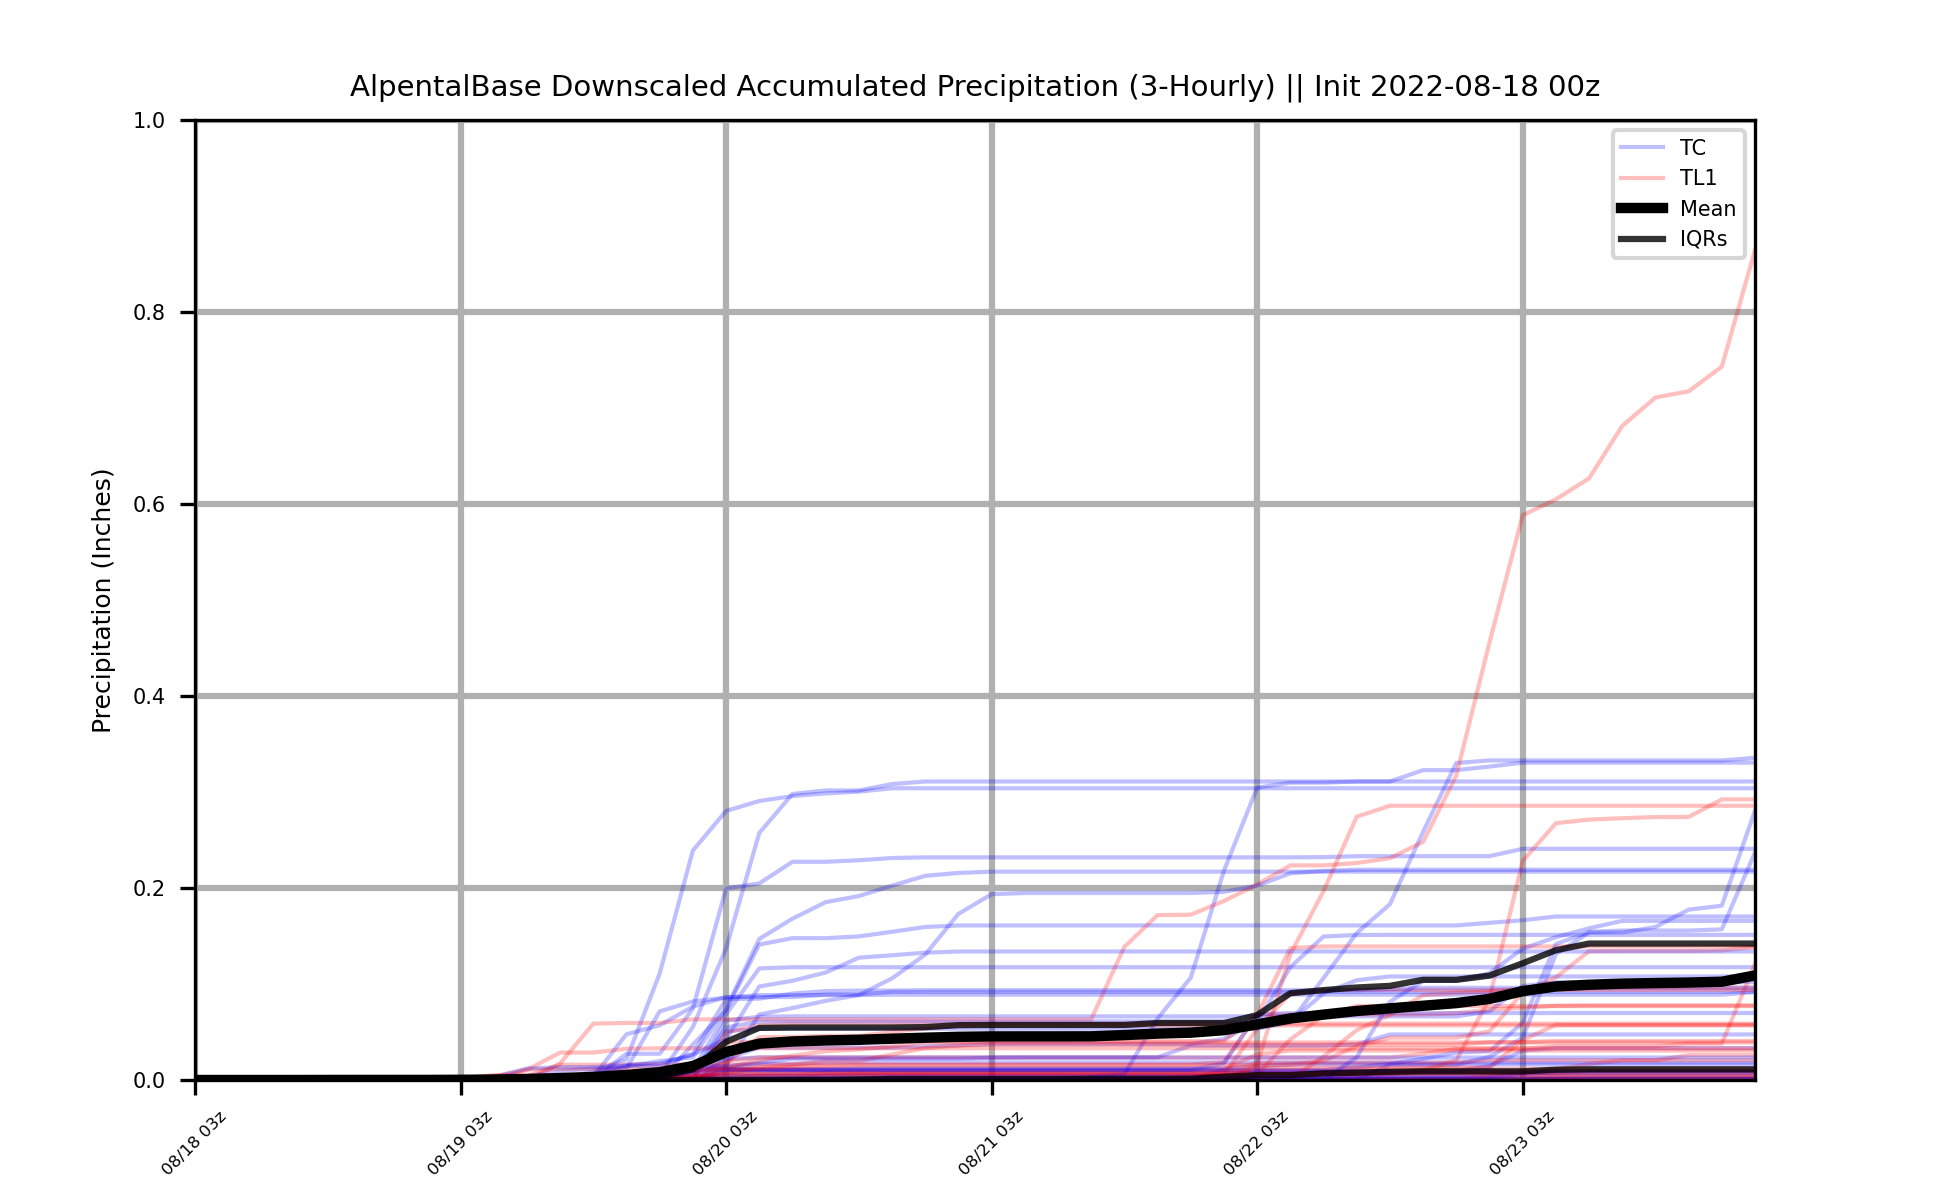 AlpentalBase Downscaled Accumulated Precipitation (3-Hourly) || Init 2022-08-18 00z
TC
TL1
Mean
IQRs
Precipitation (Inches)
1.0
0.8
0.6
0.4
0.2
0.0
08/18 03z
08/19 03z
08/20 03z
08/21 03z
08/22 03z
08/23 03z